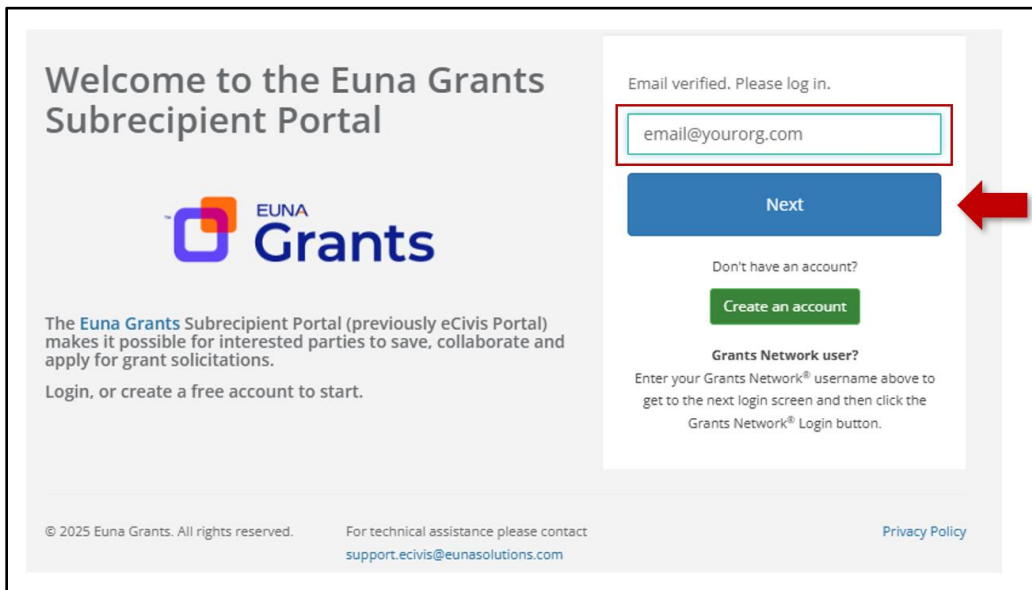 Welcome to the Euna Grants
Subrecipient Portal
™ EUNA
Grants
The Euna Grants Subrecipient Portal (previously eCivis Portal)
makes it possible for interested parties to save, collaborate and
apply for grant solicitations.
Login, or create a free account to start.
Email verified. Please log in.
email@yourorg.com
Next
Don't have an account?
Create an account
Grants Network user?
Enter your Grants Network® username above to
get to the next login screen and then click the
Grants Network® Login button.
© 2025 Euna Grants. All rights reserved.
For technical assistance please contact
support.ecivis@eunasolutions.com
Privacy Policy